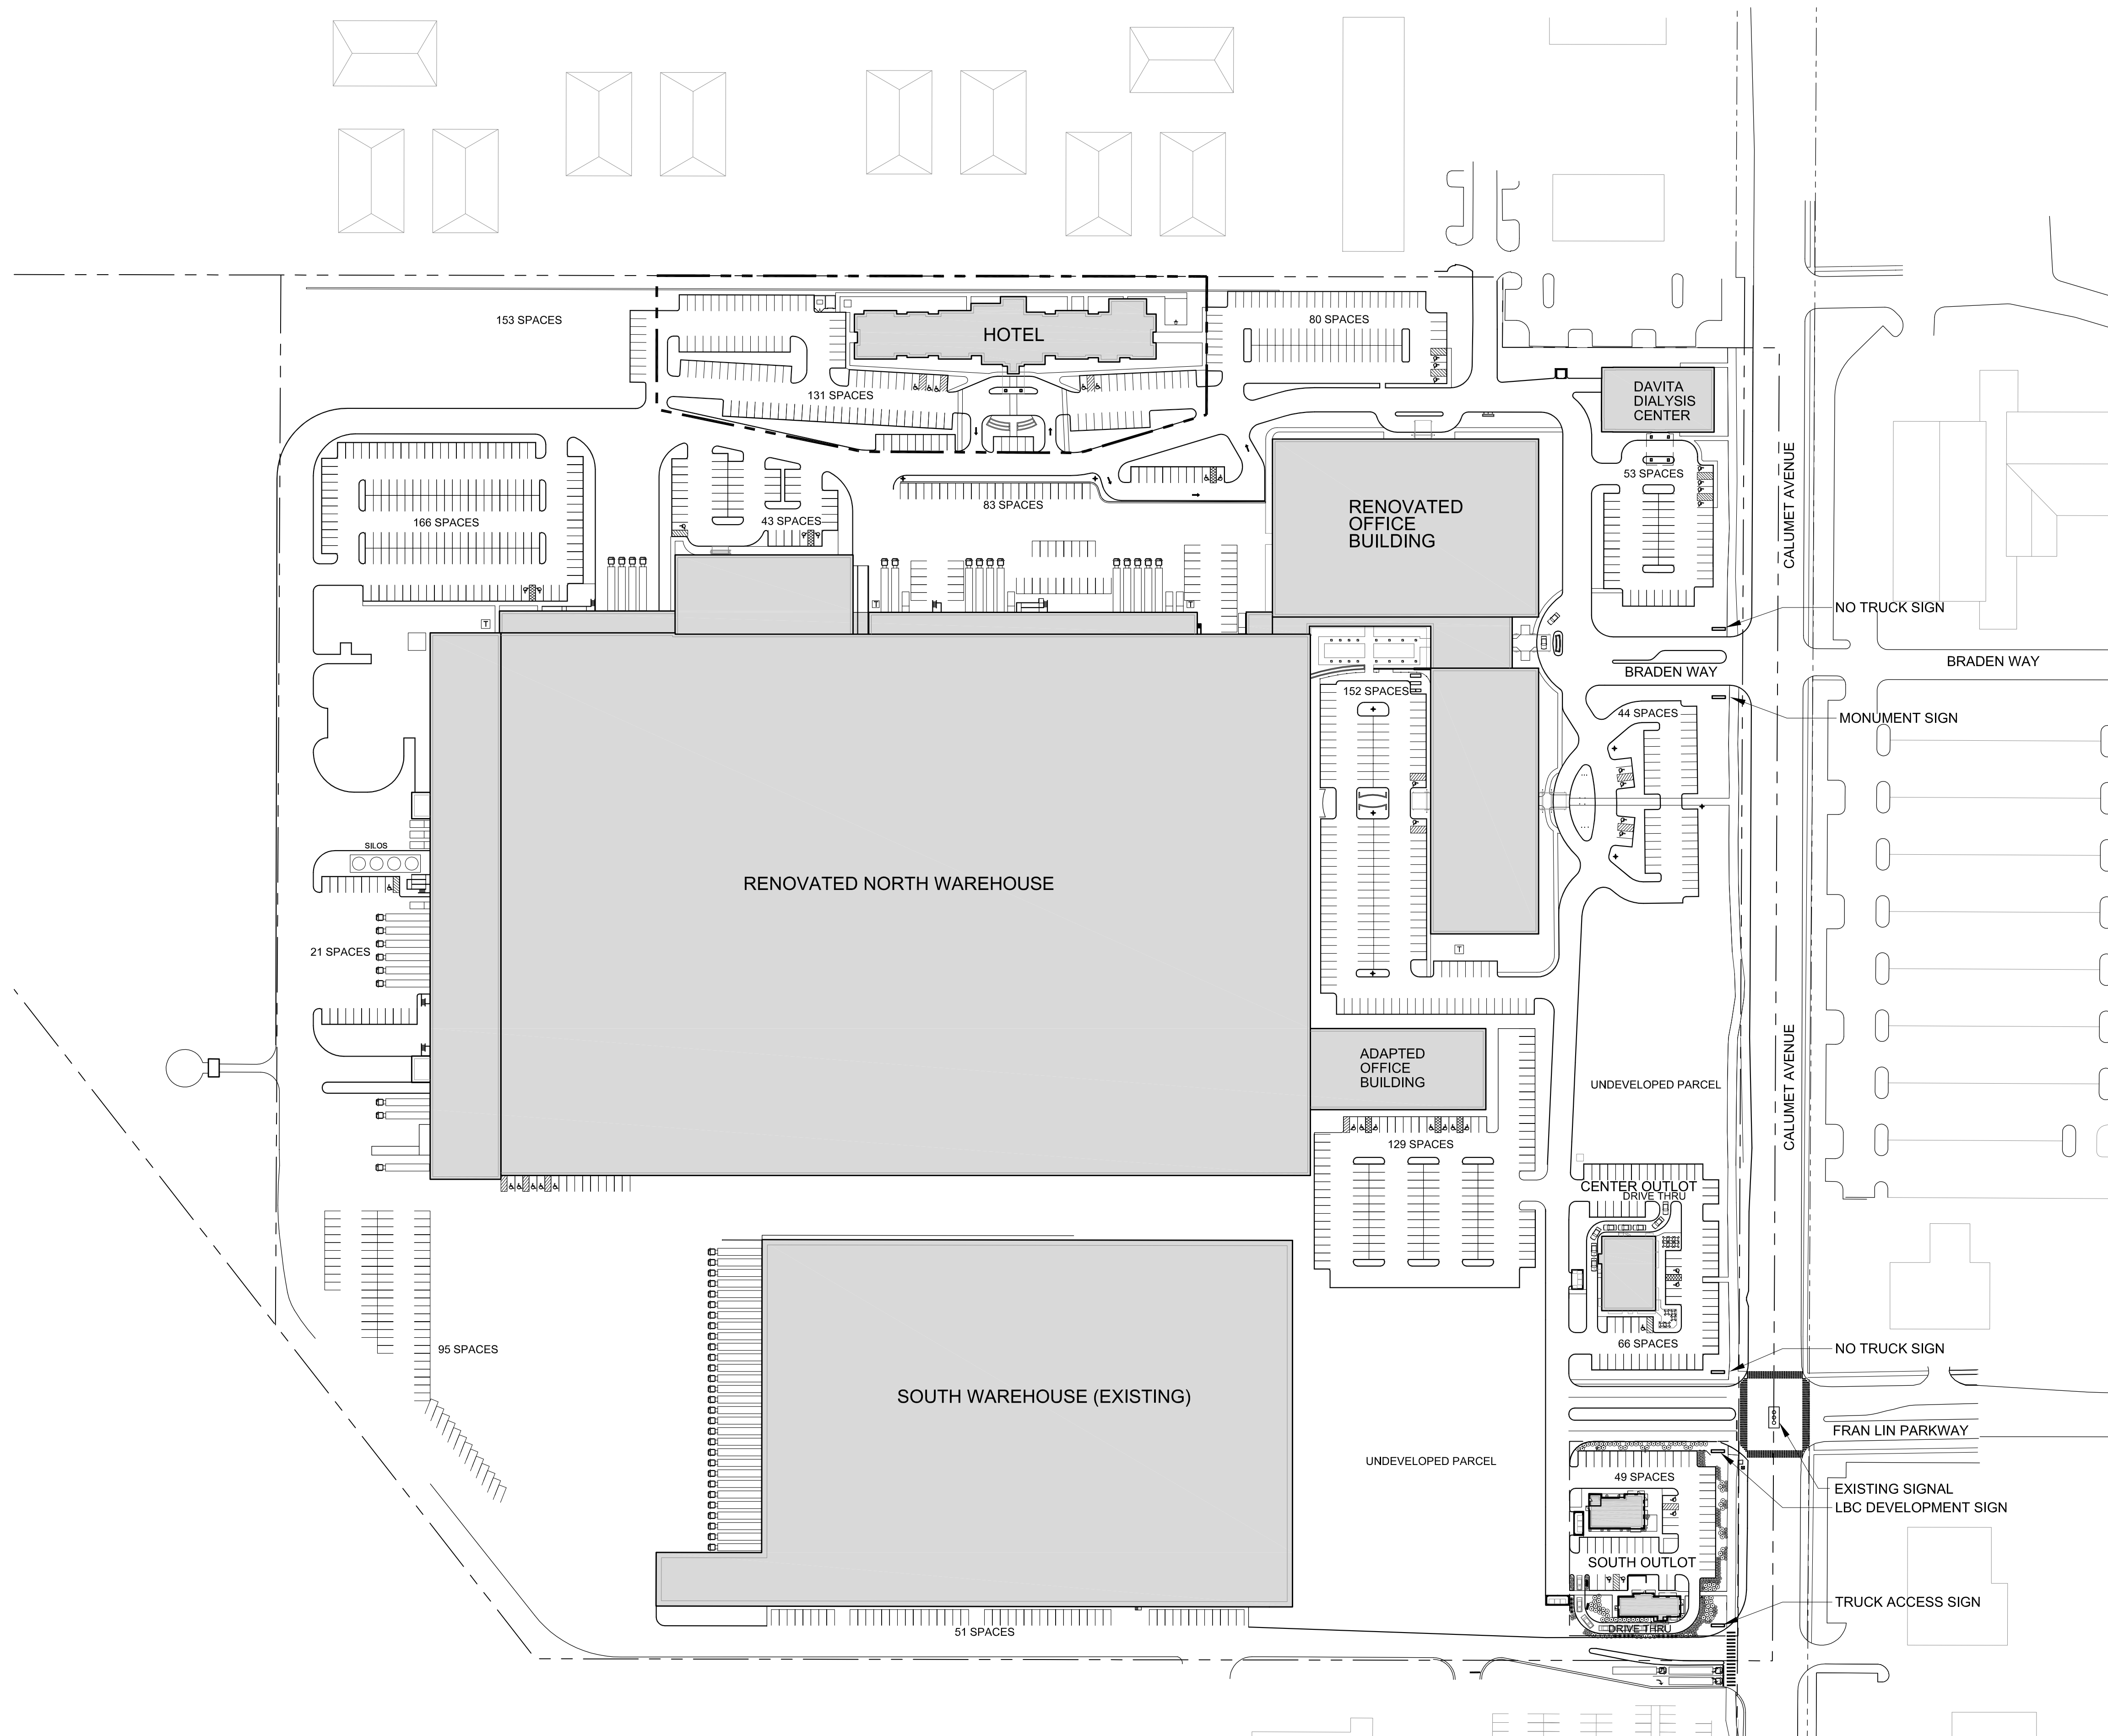 153 SPACES
HOTEL
80 SPACES
131 SPACES
DAVITA
DIALYSIS
CENTER
CALUMET AVENUE
53 SPACES
166 SPACES
43 SPACES
83 SPACES
RENOVATED
OFFICE
BUILDING
NO TRUCK SIGN
T
T
T
BRADEN WAY
BRADEN WAY
152 SPACES
44 SPACES
MONUMENT SIGN
SILOS
RENOVATED NORTH WAREHOUSE
21 SPACES
T
ADAPTED
OFFICE
BUILDING
UNDEVELOPED PARCEL
CALUMET AVENUE
129 SPACES
CENTER OUTLOT
DRIVE THRU
95 SPACES
66 SPACES
NO TRUCK SIGN
SOUTH WAREHOUSE (EXISTING)
FRAN LIN PARKWAY
UNDEVELOPED PARCEL
49 SPACES
EXISTING SIGNAL
LBC DEVELOPMENT SIGN
SOUTH OUTLOT
TRUCK ACCESS SIGN
DRIVE THRU
51 SPACES